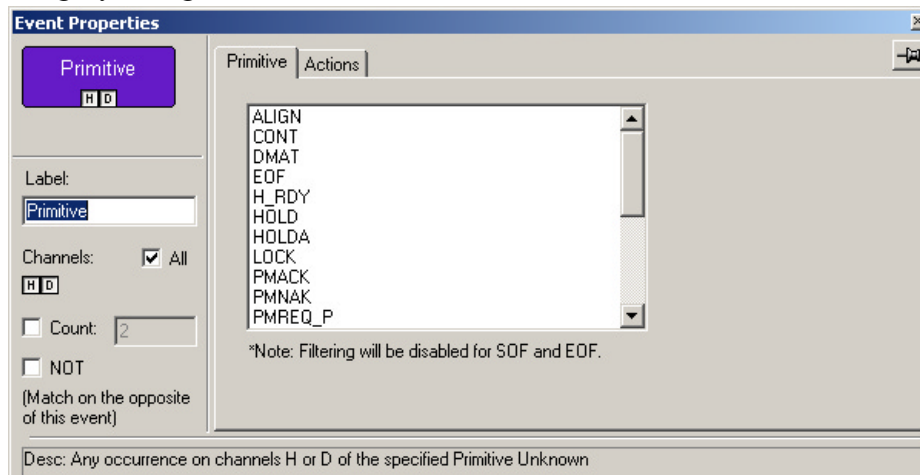 Event Properties
Primitive
H D
Label:
Primitive
Channels: All
H D
Count: 2
NOT
(Match on the opposite
of this event)
Primitive Actions
ALIGN
CONT
DMAT
EOF
H_RDY
HOLD
HOLDA
LOCK
PMACK
PMNAK
PMREQ_P
*Note: Filtering will be disabled for SOF and EOF.
Desc: Any occurrence on channels H or D of the specified Primitive Unknown